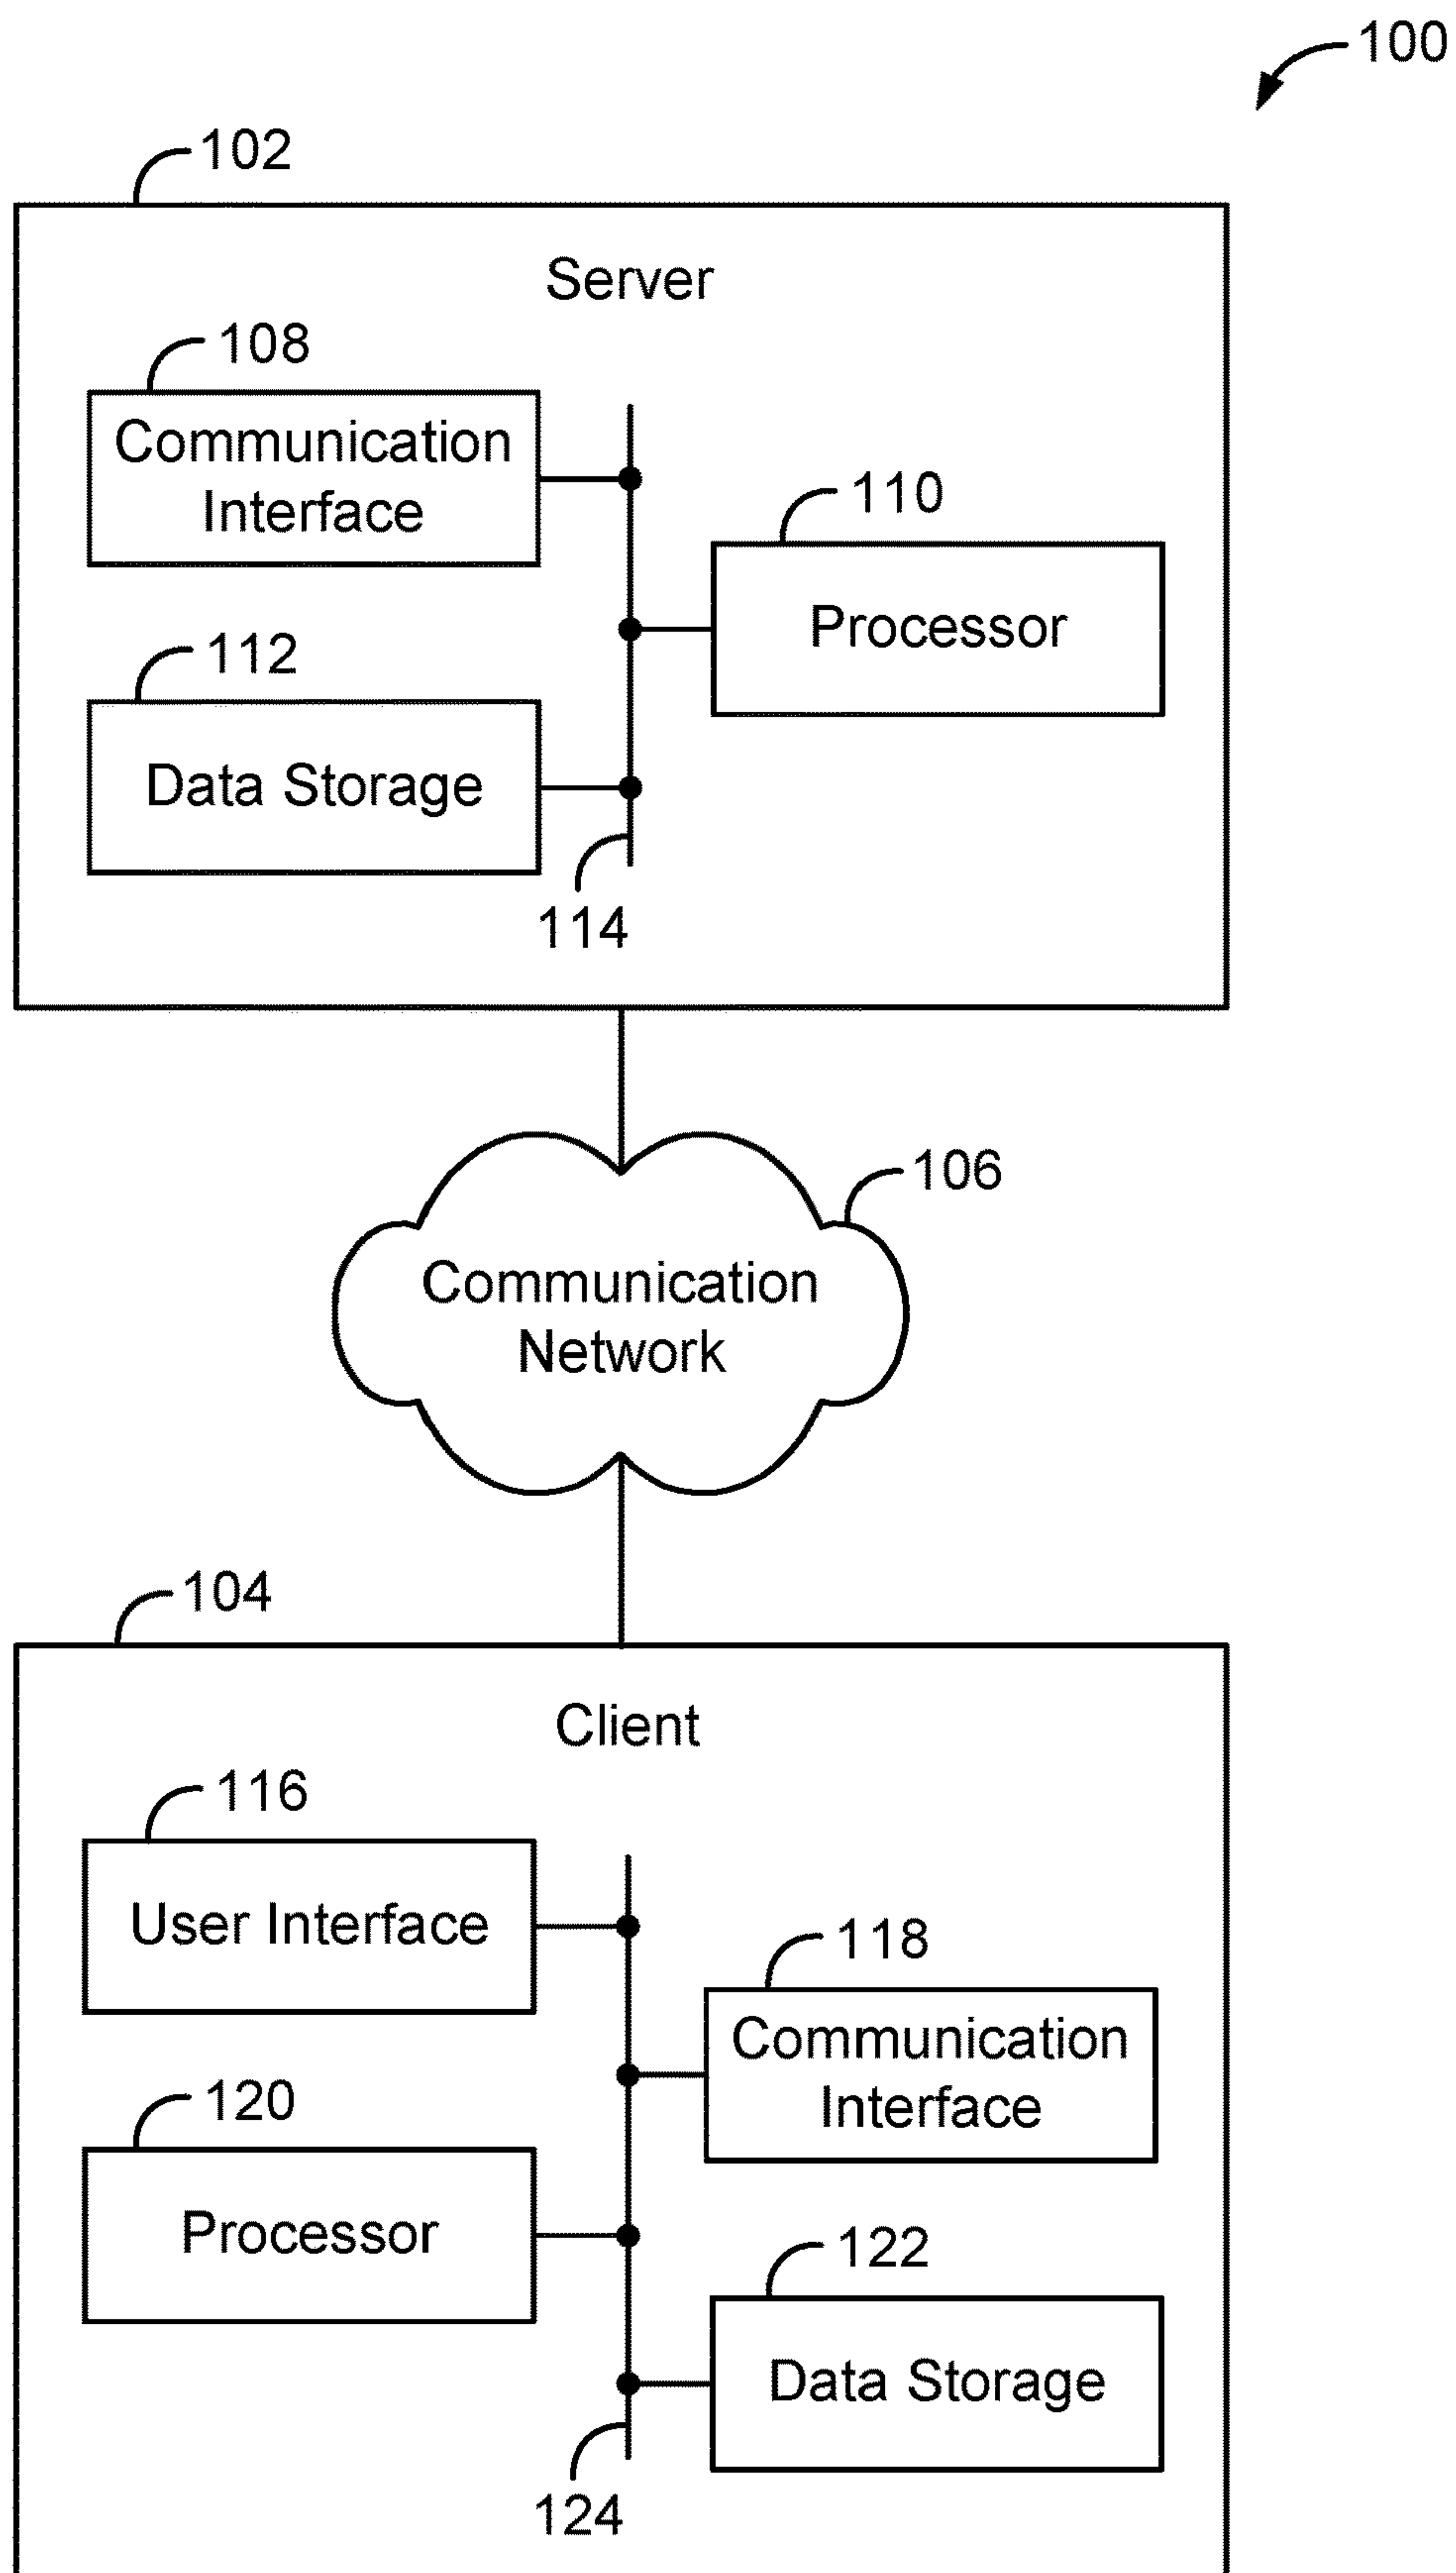 100
102
Server
108
Communication
Interface
110
Processor
112
Data Storage
114
106
Communication
Network
104
Client
116
User Interface
118
Communication
Interface
120
Processor
122
Data Storage
124